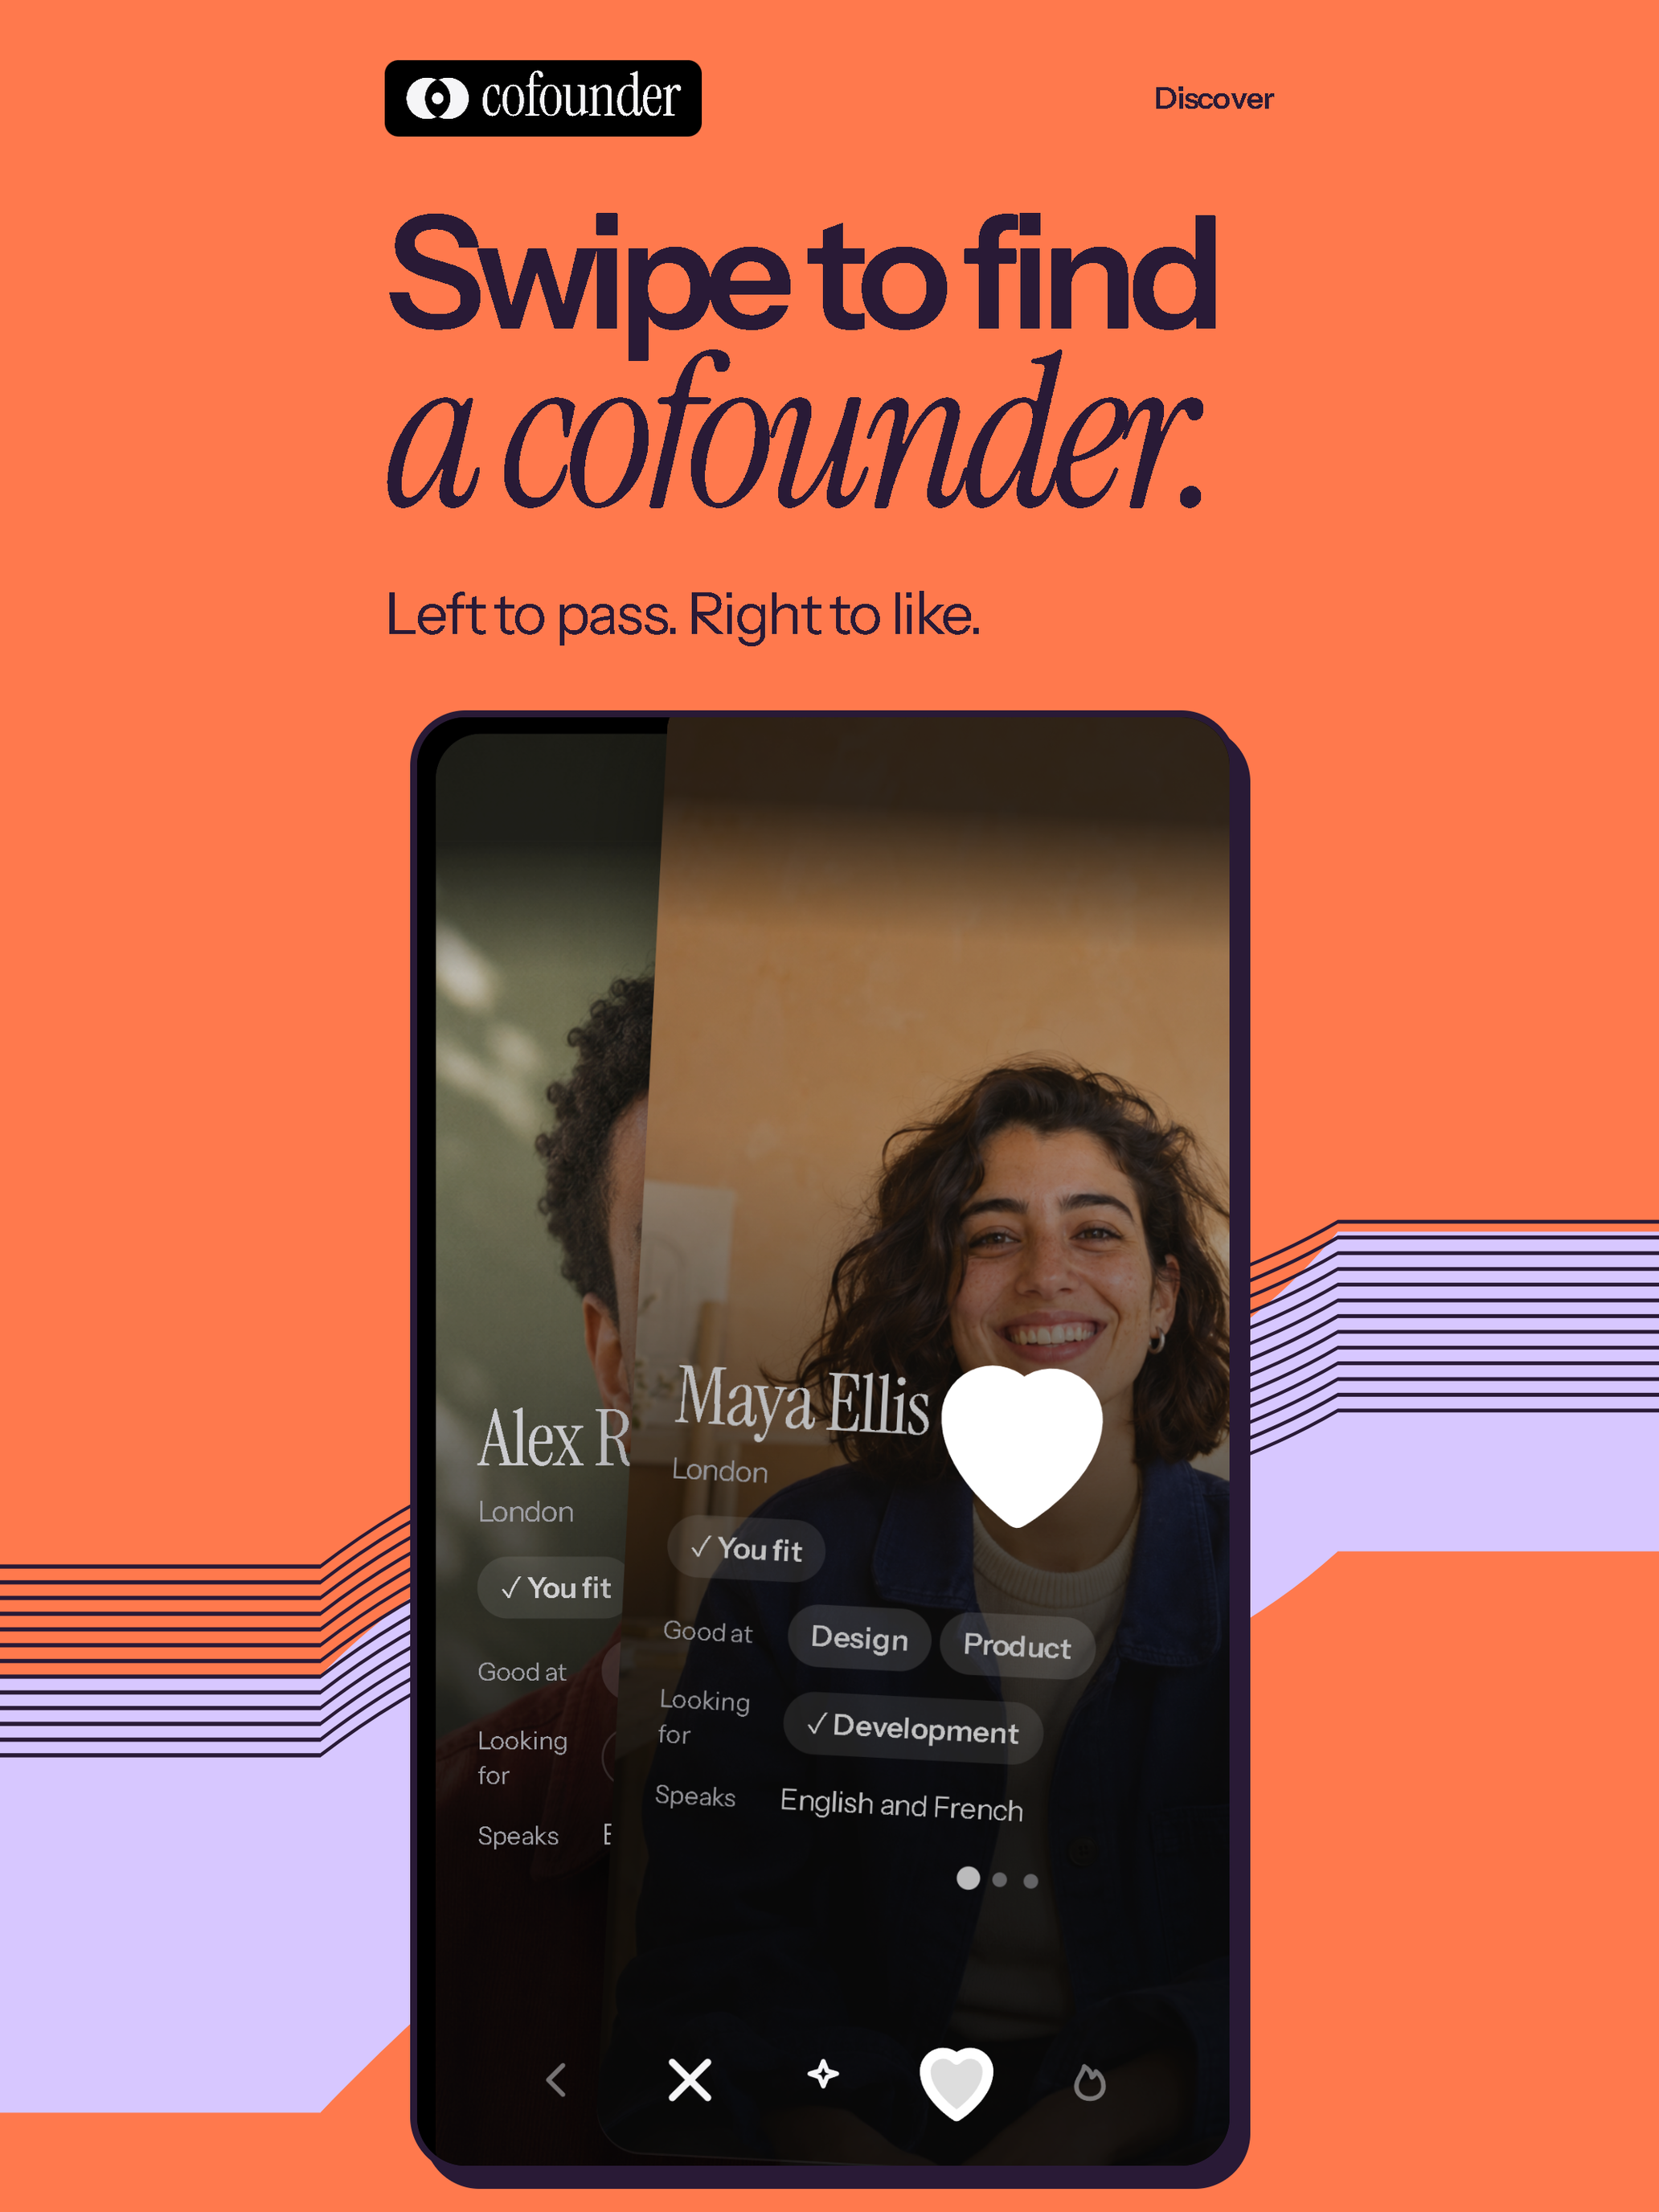 cofounder
Discover
Swipe to find
a cofounder.
Left to pass. Right to like.
Alex R
London
✓ You fit
Good at
Looking
for
Speaks
Maya Ellis
London
✓ You fit
Good at Design Product
Looking
for ✓ Development
Speaks English and French